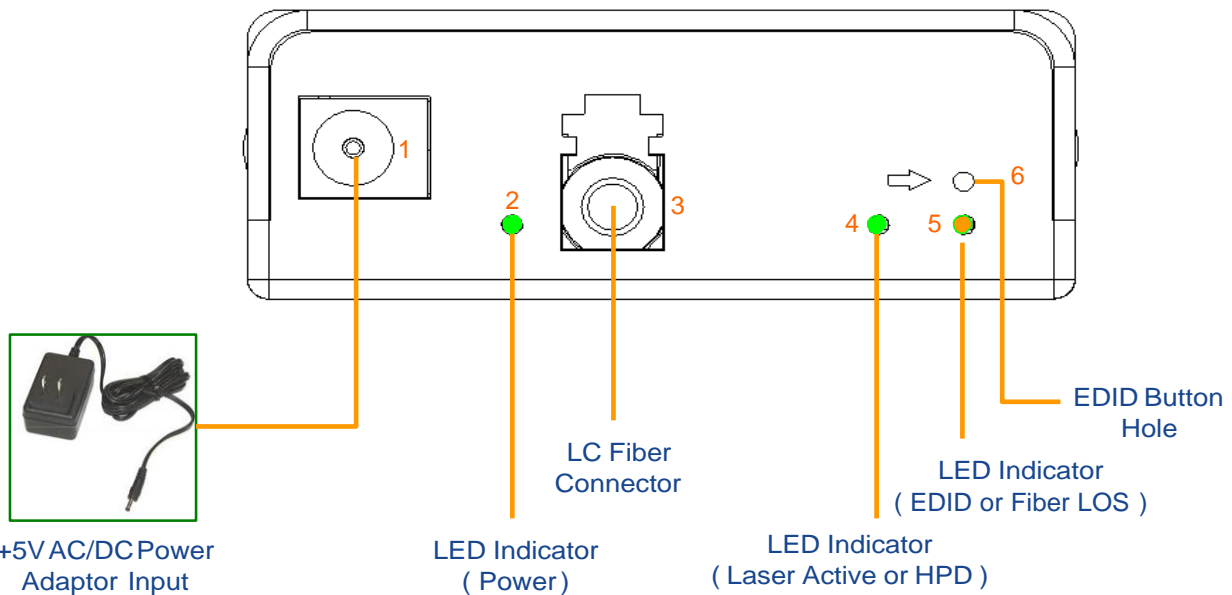 1
2
3
4
5
6
EDID Button
Hole
LC Fiber
Connector
LED Indicator
( EDID or Fiber LOS )
+5V AC/DC Power
Adaptor Input
LED Indicator
( Power )
LED Indicator
( Laser Active or HPD )